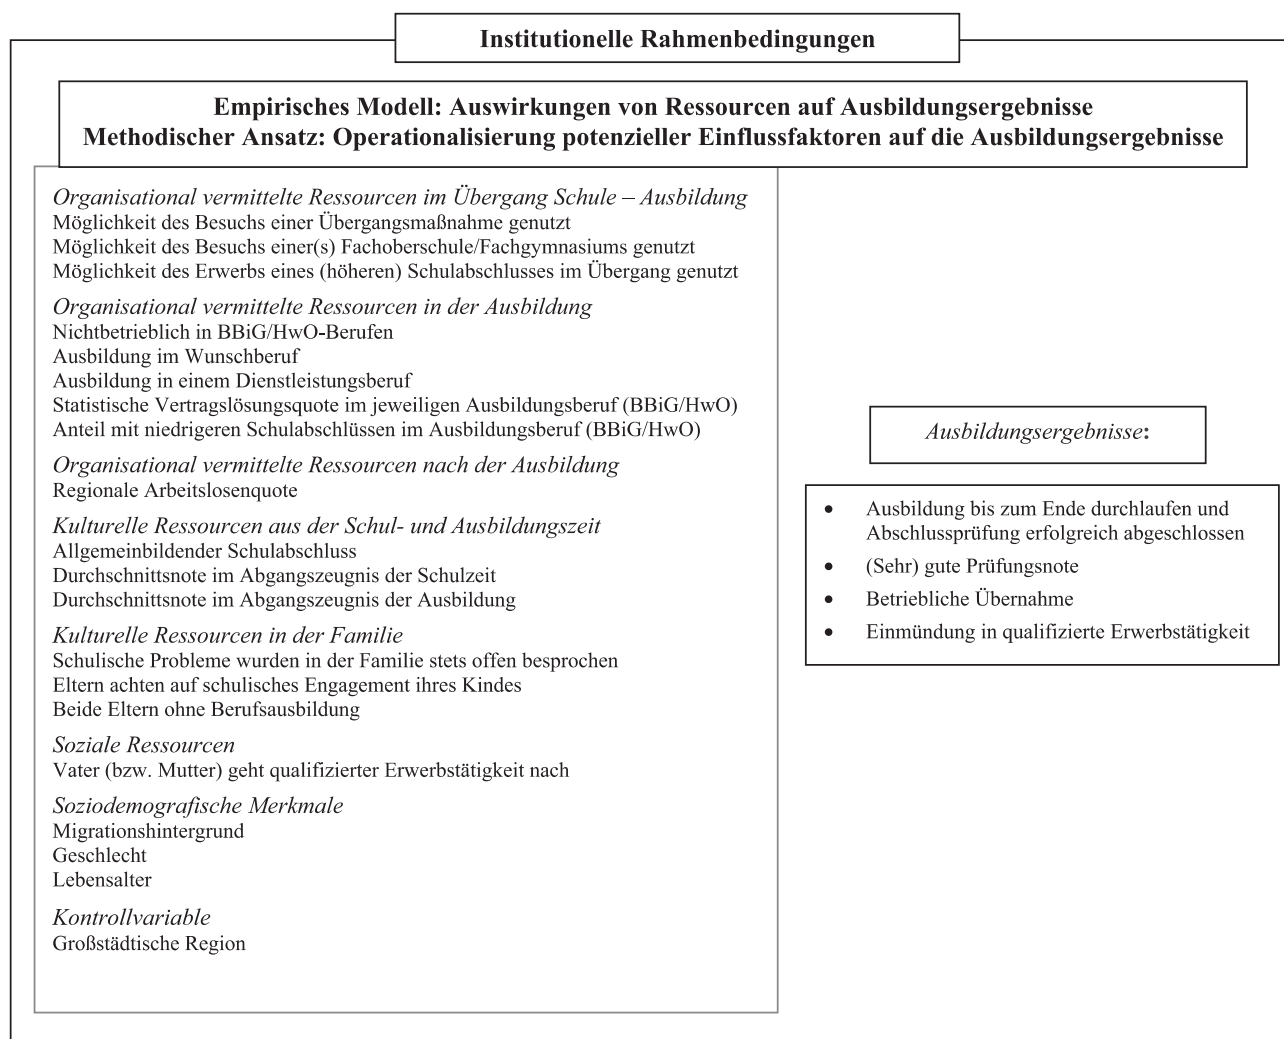 Institutionelle Rahmenbedingungen
Empirisches Modell: Auswirkungen von Ressourcen auf Ausbildungsergebnisse
Methodischer Ansatz: Operationalisierung potenzieller Einflussfaktoren auf die Ausbildungsergebnisse
Organisational vermittelte Ressourcen im Übergang Schule – Ausbildung
Möglichkeit des Besuchs einer Übergangsmaßnahme genutzt
Möglichkeit des Besuchs einer(s) Fachoberschule/Fachgymnasiums genutzt
Möglichkeit des Erwerbs eines (höheren) Schulabschlusses im Übergang genutzt
Organisational vermittelte Ressourcen in der Ausbildung
Nichtbetrieblich in BBiG/HwO-Berufen
Ausbildung im Wunschberuf
Ausbildung in einem Dienstleistungsberuf
Statistische Vertragslösungsquote im jeweiligen Ausbildungsberuf (BBiG/HwO)
Anteil mit niedrigeren Schulabschlüssen im Ausbildungsberuf (BBiG/HwO)
Organisational vermittelte Ressourcen nach der Ausbildung
Regionale Arbeitslosenquote
Kulturelle Ressourcen aus der Schul- und Ausbildungszeit
Allgemeinbildender Schulabschluss
Durchschnittsnote im Abgangszeugnis der Schulzeit
Durchschnittsnote im Abgangszeugnis der Ausbildung
Kulturelle Ressourcen in der Familie
Schulische Probleme wurden in der Familie stets offen besprochen
Eltern achten auf schulisches Engagement ihres Kindes
Beide Eltern ohne Berufsausbildung
Soziale Ressourcen
Vater (bzw. Mutter) geht qualifizierter Erwerbstätigkeit nach
Soziodemografische Merkmale
Migrationshintergrund
Geschlecht
Lebensalter
Kontrollvariable
Großstädtische Region
Ausbildungsergebnisse:
• Ausbildung bis zum Ende durchlaufen und
Abschlussprüfung erfolgreich abgeschlossen
• (Sehr) gute Prüfungsnote
• Betriebliche Übernahme
• Einmündung in qualifizierte Erwerbstätigkeit